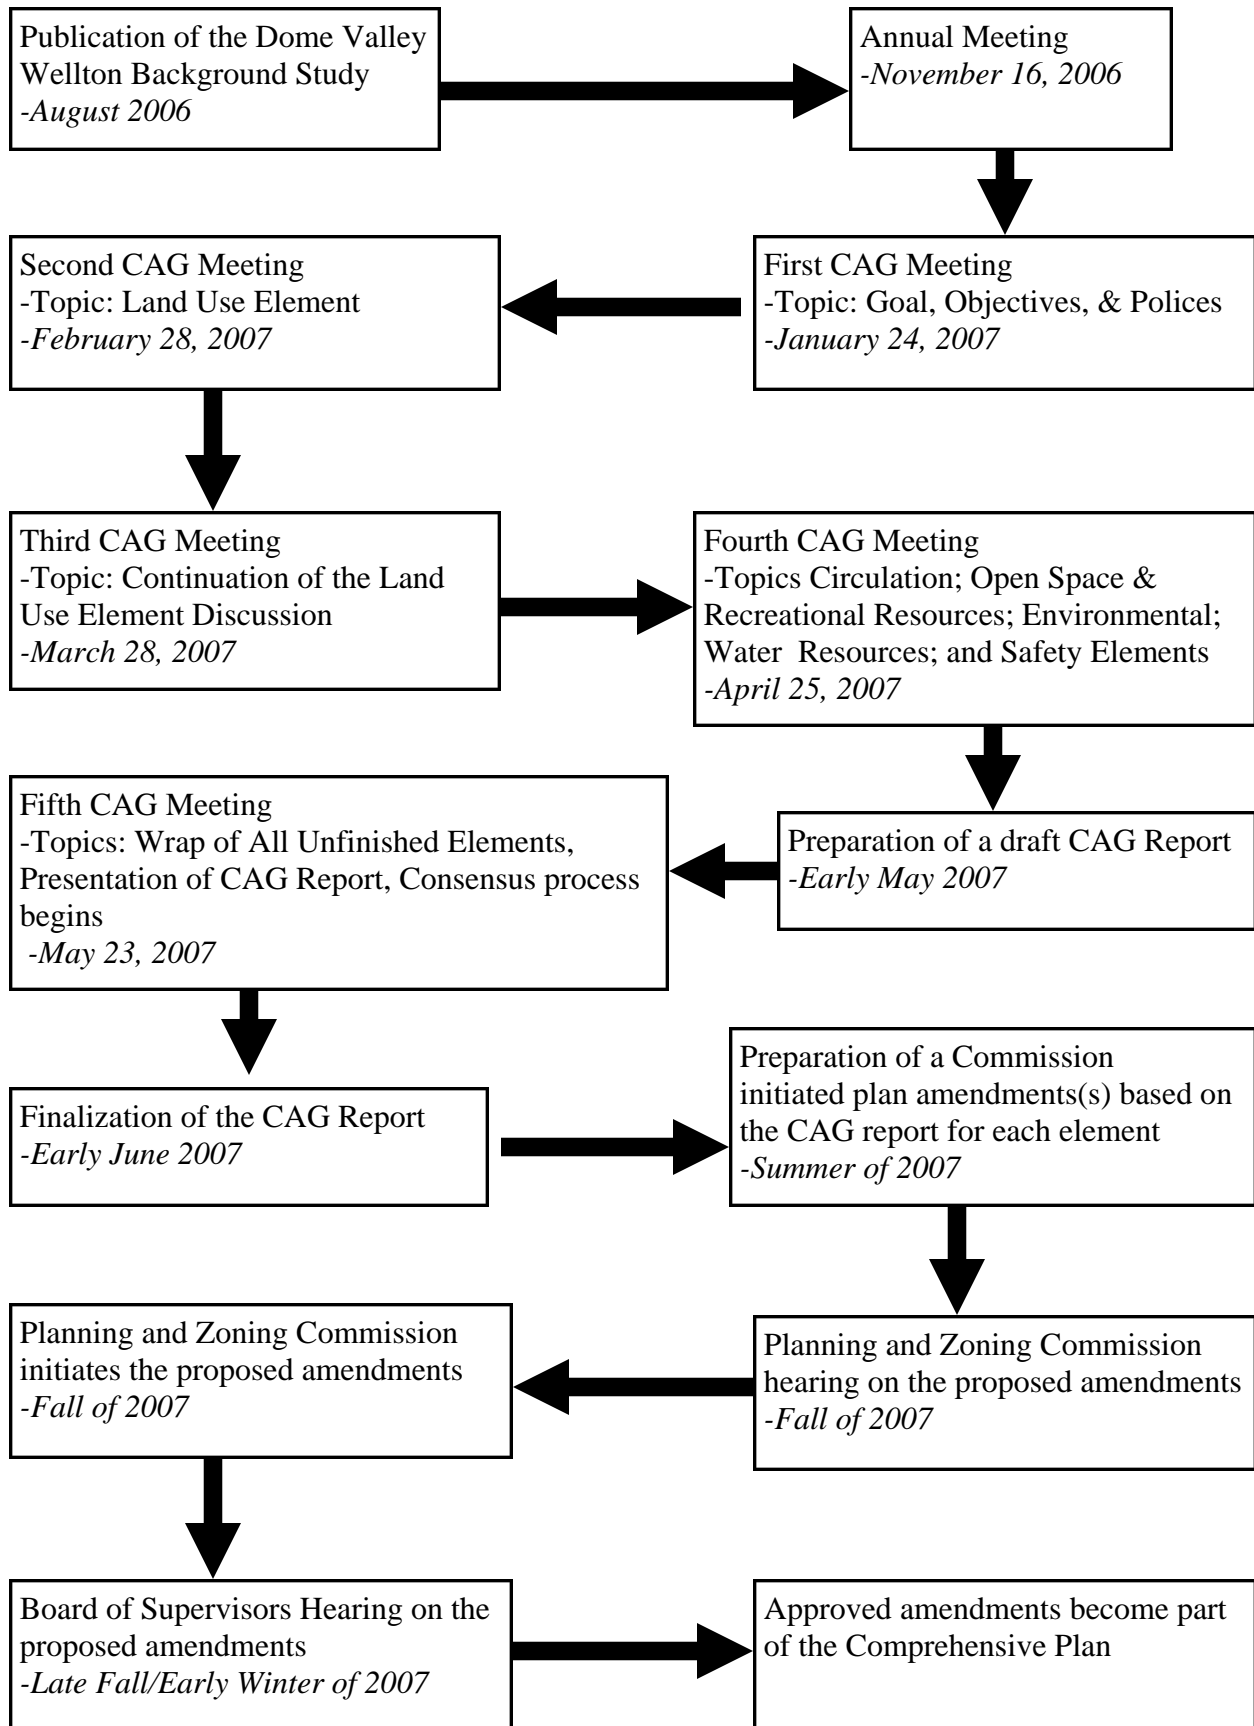 Publication of the Dome Valley
Wellton Background Study
-August 2006
Annual Meeting
-November 16, 2006
First CAG Meeting
-Topic: Goal, Objectives, & Polices
-January 24, 2007
Second CAG Meeting
-Topic: Land Use Element
-February 28, 2007
Third CAG Meeting
-Topic: Continuation of the Land
Use Element Discussion
-March 28, 2007
Fourth CAG Meeting
-Topics Circulation; Open Space &
Recreational Resources; Environmental;
Water  Resources; and Safety Elements
-April 25, 2007
Preparation of a draft CAG Report
-Early May 2007
Fifth CAG Meeting
-Topics: Wrap of All Unfinished Elements,
Presentation of CAG Report, Consensus process
begins
-May 23, 2007
Finalization of the CAG Report
-Early June 2007
Preparation of a Commission
initiated plan amendments(s) based on
the CAG report for each element
-Summer of 2007
Planning and Zoning Commission
hearing on the proposed amendments
-Fall of 2007
Planning and Zoning Commission
initiates the proposed amendments
-Fall of 2007
Board of Supervisors Hearing on the
proposed amendments
-Late Fall/Early Winter of 2007
Approved amendments become part
of the Comprehensive Plan